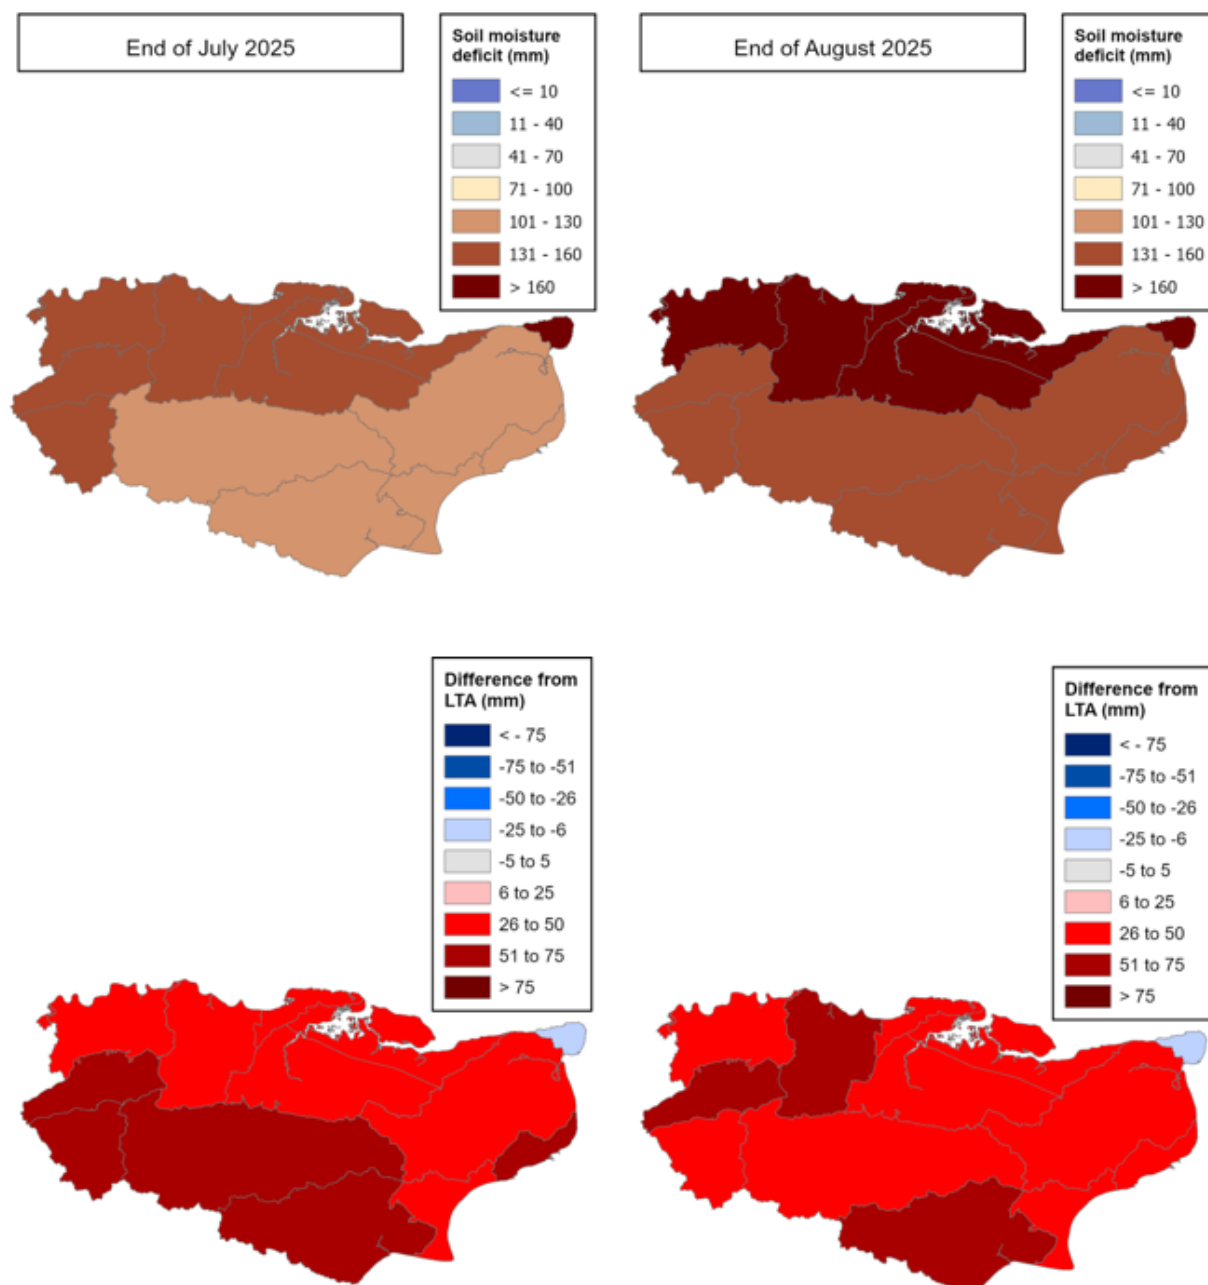 End of July 2025
Soil moisture
deficit (mm)
<= 10
11 - 40
41 - 70
71 - 100
101 - 130
131 - 160
> 160
End of August 2025
Soil moisture
deficit (mm)
<= 10
11 - 40
41 - 70
71 - 100
101 - 130
131 - 160
> 160
Difference from
LTA (mm)
< - 75
-75 to -51
-50 to -26
-25 to -6
-5 to 5
6 to 25
26 to 50
51 to 75
> 75
Difference from
LTA (mm)
< - 75
-75 to -51
-50 to -26
-25 to -6
-5 to 5
6 to 25
26 to 50
51 to 75
> 75